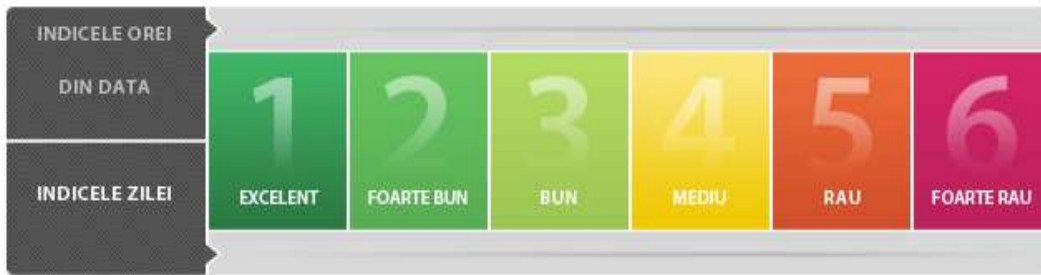 INDICELE OREI
DIN DATA
INDICELE ZILEI
1
EXCELENT
2
FOARTE BUN
3
BUN
4
MEDIU
5
RAU
6
FOARTE RAU